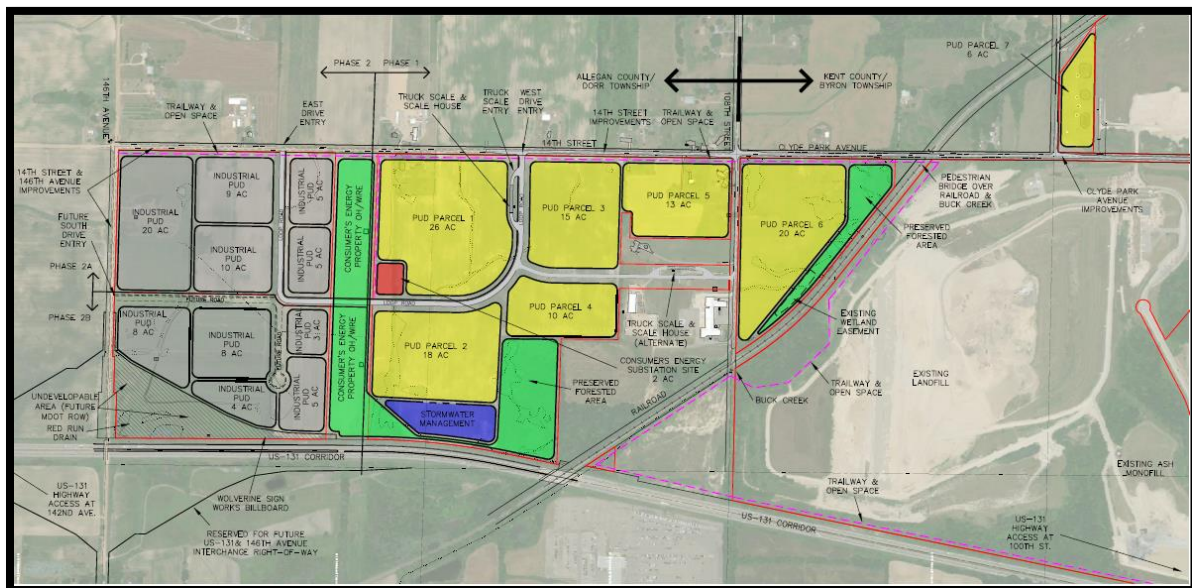 PUD PARCEL 7
6 AC
PHASE 2
PHASE 1
ALLEGAN COUNTY/
DORR TOWNSHIP
KENT COUNTY/
BYRON TOWNSHIP
146TH AVENUE
TRAILWAY &
OPEN SPACE
EAST
DRIVE
ENTRY
TRUCK SCALE &
SCALE HOUSE
TRUCK
SCALE
ENTRY
WEST
DRIVE
ENTRY
14TH STREET
IMPROVEMENTS
TRAILWAY &
OPEN SPACE
108TH STREET
14TH STREET
CLYDE PARK AVENUE
14TH STREET &
146TH AVENUE
IMPROVEMENTS
FUTURE
SOUTH
DRIVE
ENTRY
PHASE 2A
PHASE 2B
INDUSTRIAL
PUD
20 AC
INDUSTRIAL
PUD
9 AC
INDUSTRIAL
PUD
10 AC
INDUSTRIAL
PUD
5 AC
INDUSTRIAL
PUD
5 AC
LOOP ROAD
CONSUMER'S ENERGY
PROPERTY OH/WIRE
PUD PARCEL 1
26 AC
PUD PARCEL 3
15 AC
PUD PARCEL 5
13 AC
PUD PARCEL 6
20 AC
PEDESTRIAN
BRIDGE OVER
RAILROAD &
BUCK CREEK
CLYDE PARK
AVENUE
IMPROVEMENTS
PRESERVED
FORESTED
AREA
FUTURE ROAD
LOOP ROAD
INDUSTRIAL
PUD
8 AC
INDUSTRIAL
PUD
8 AC
INDUSTRIAL
PUD
3 AC
FUTURE ROAD
INDUSTRIAL
PUD
4 AC
INDUSTRIAL
PUD
5 AC
CONSUMER'S ENERGY
PROPERTY OH/WIRE
PUD PARCEL 2
18 AC
PUD PARCEL 4
10 AC
TRUCK SCALE &
SCALE HOUSE
(ALTERNATE)
EXISTING
WETLAND
EASEMENT
CONSUMERS ENERGY
SUBSTATION SITE
2 AC
PRESERVED
FORESTED
AREA
STORMWATER
MANAGEMENT
UNDEVELOPABLE
AREA (FUTURE
MDOT ROW)
RED RUN
DRAIN
RAILROAD
BUCK CREEK
TRAILWAY &
OPEN SPACE
EXISTING
LANDFILL
US-131 CORRIDOR
US-131
HIGHWAY
ACCESS AT
142ND AVE.
WOLVERINE SIGN
WORKS BILLBOARD
RESERVED FOR FUTURE
US-131 & 146TH AVENUE
INTERCHANGE RIGHT-OF-WAY
US-131 CORRIDOR
TRAILWAY &
OPEN SPACE
EXISTING ASH
MONOFILL
US-131
HIGHWAY
ACCESS AT
100TH ST.